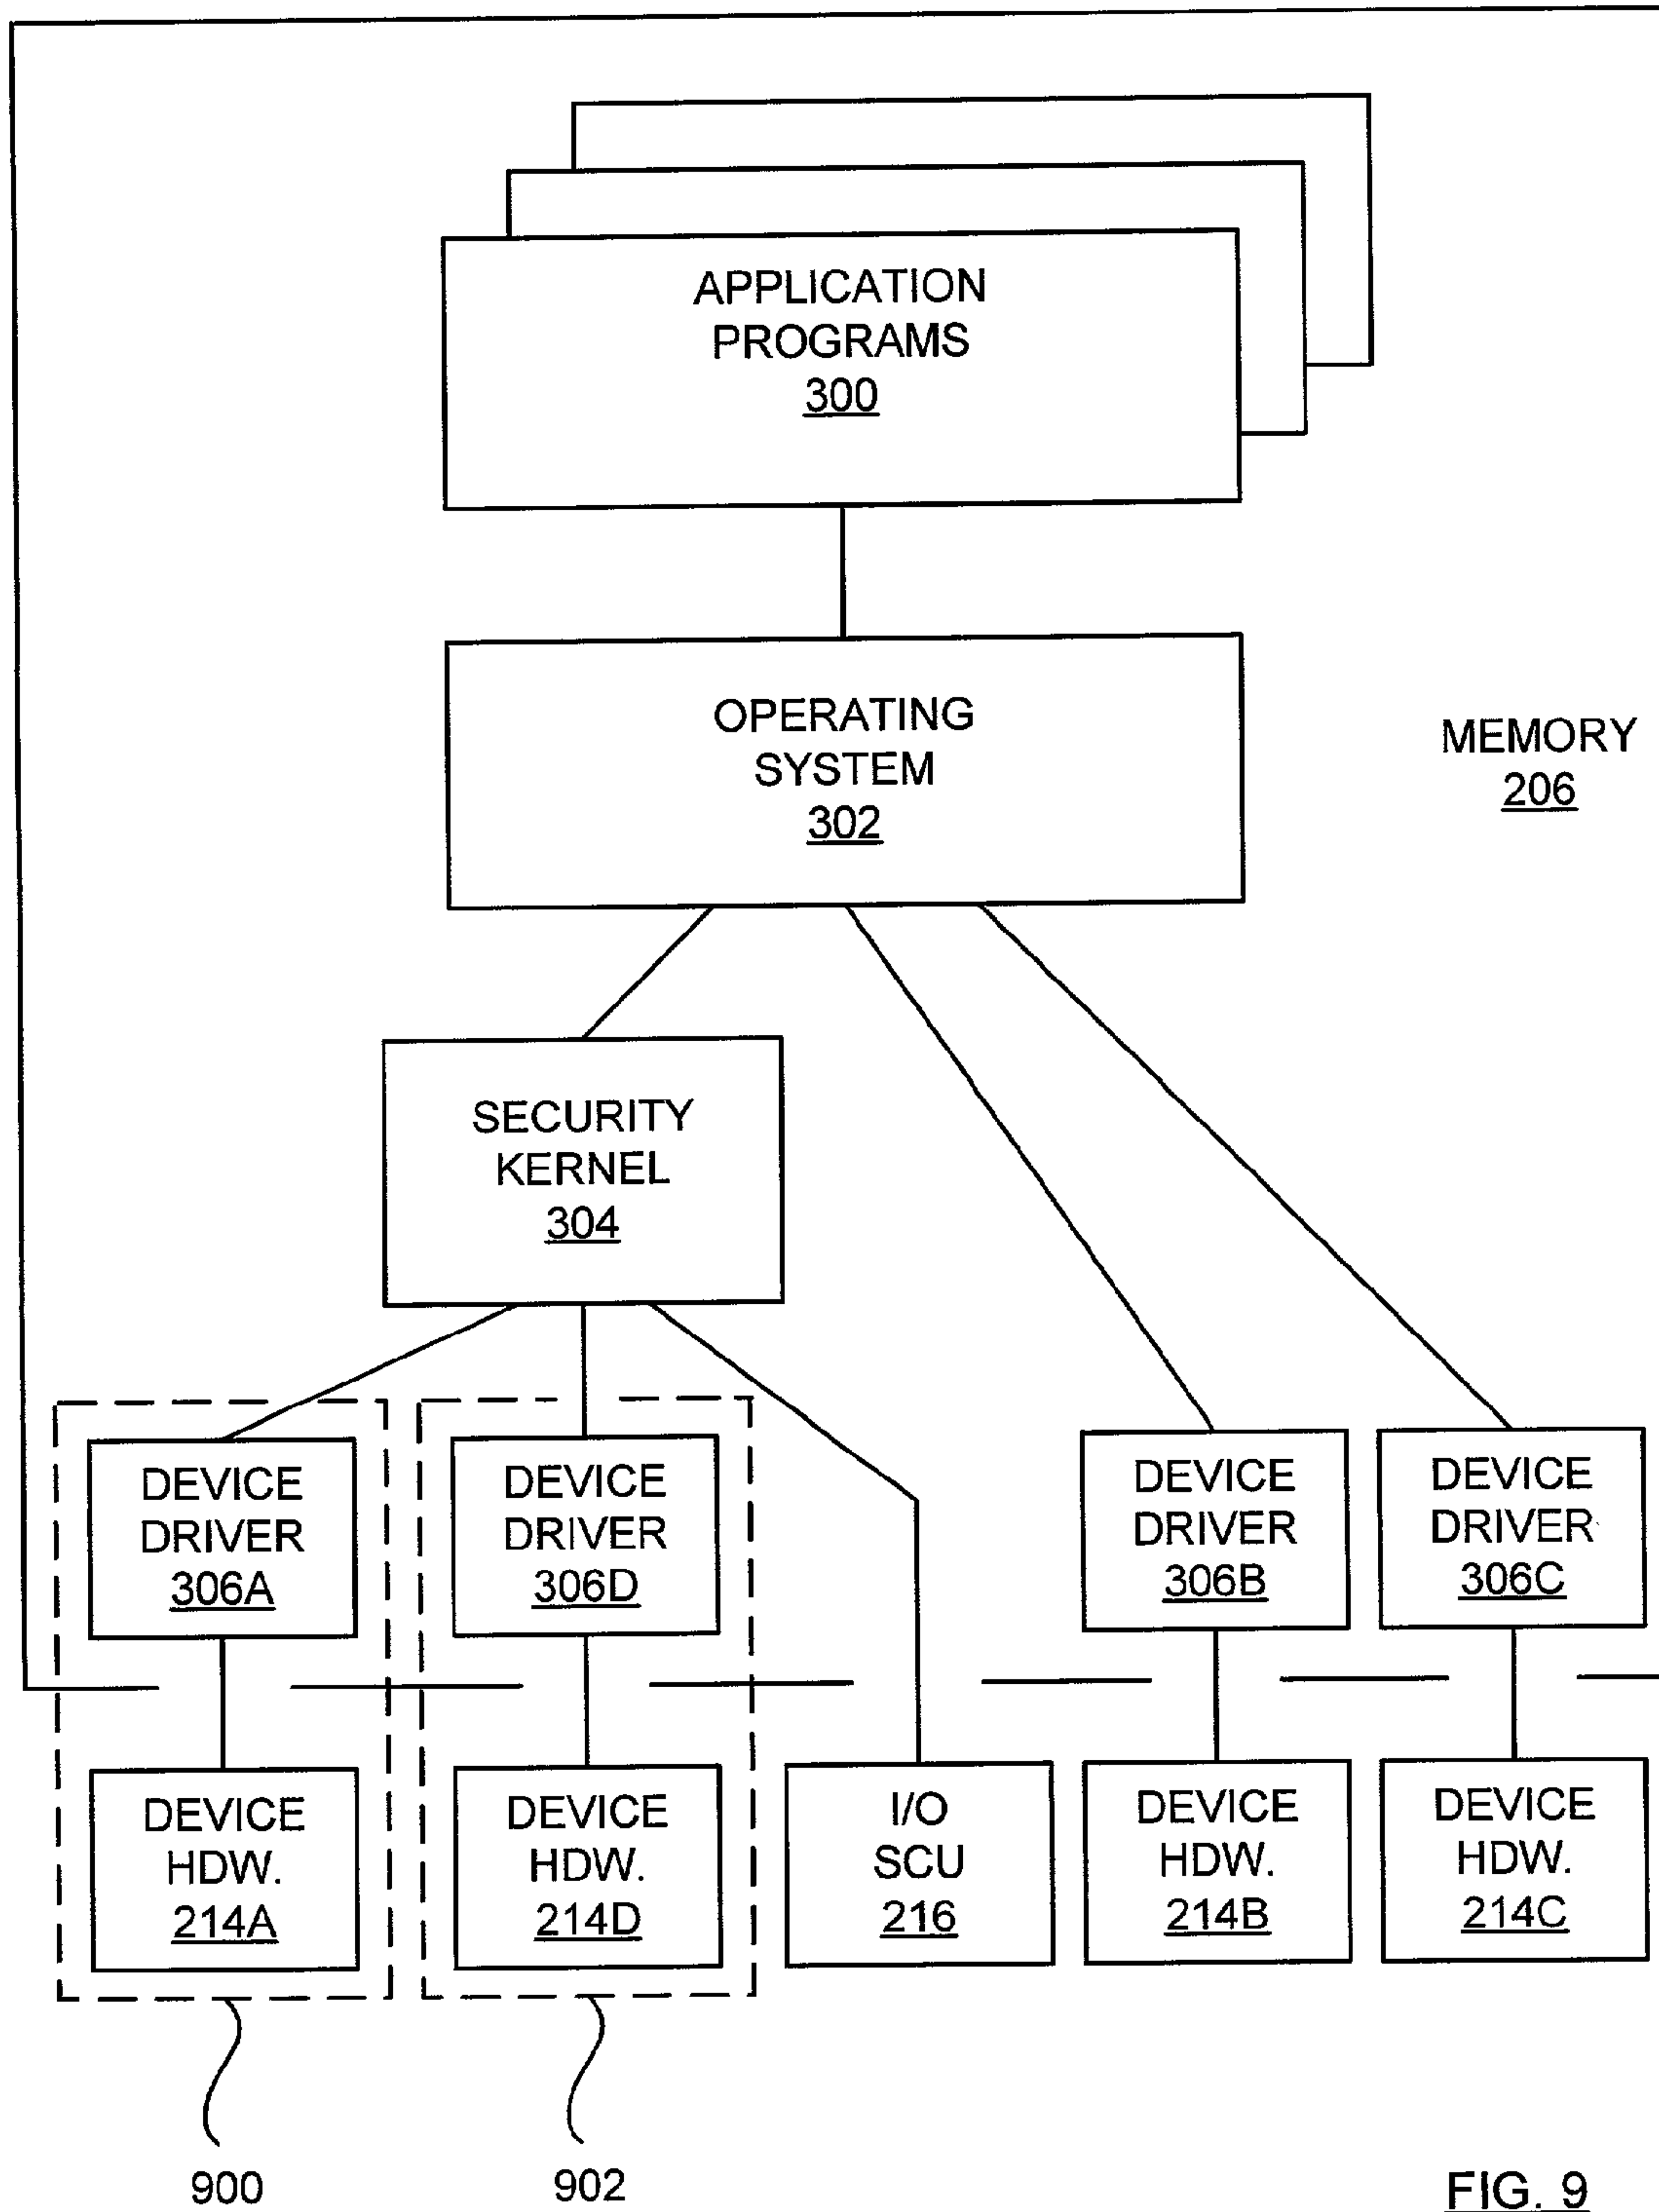 APPLICATION
PROGRAMS
300
OPERATING
SYSTEM
302
MEMORY
206
SECURITY
KERNEL
304
DEVICE
DRIVER
306A
DEVICE
DRIVER
306D
DEVICE
DRIVER
306B
DEVICE
DRIVER
306C
DEVICE
HDW.
214A
DEVICE
HDW.
214D
I/O
SCU
216
DEVICE
HDW.
214B
DEVICE
HDW.
214C
900
902
FIG. 9